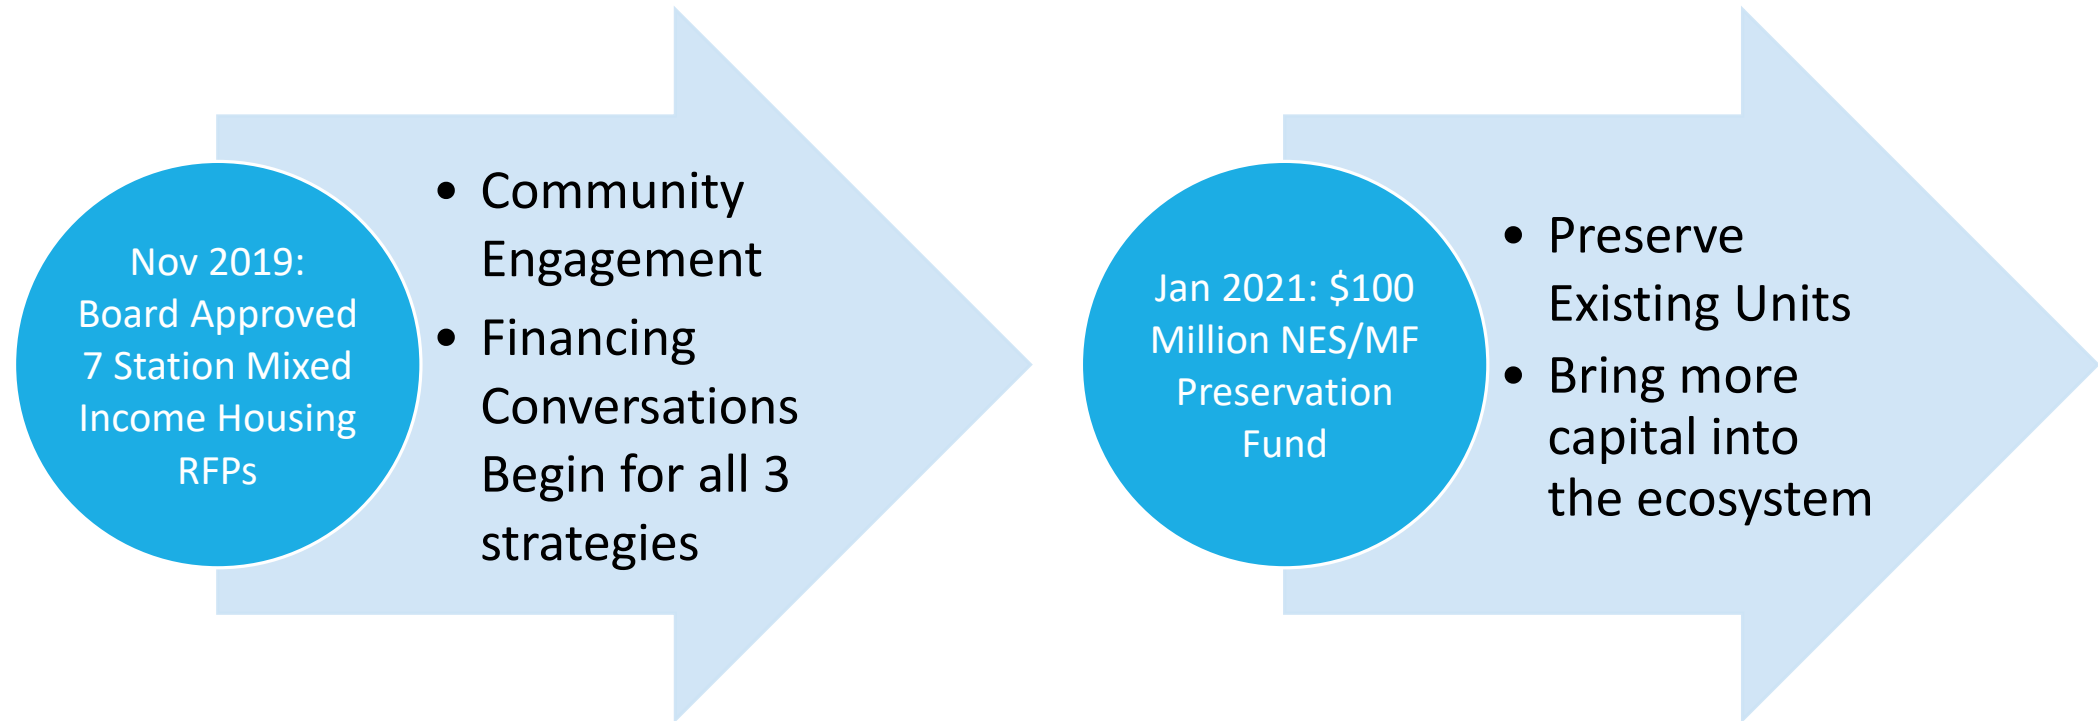 Nov 2019:
Board Approved
7 Station Mixed
Income Housing
RFPs
• Community
Engagement
• Financing
Conversations
Begin for all 3
strategies
Jan 2021: $100
Million NES/MF
Preservation
Fund
• Preserve
Existing Units
• Bring more
capital into
the ecosystem